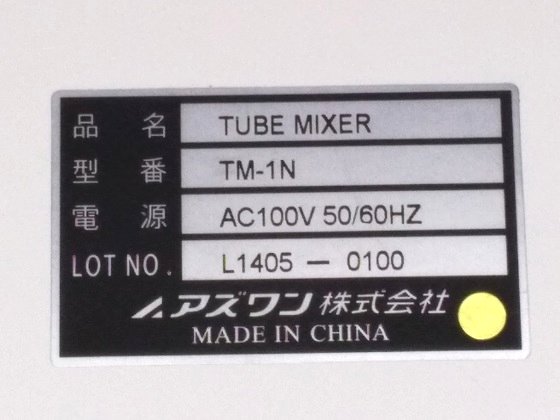 品名 TUBE MIXER
型番 TM-1N
電源 AC100V 50/60HZ
LOT NO. L1405 — 0100
アズワン株式会社
MADE IN CHINA